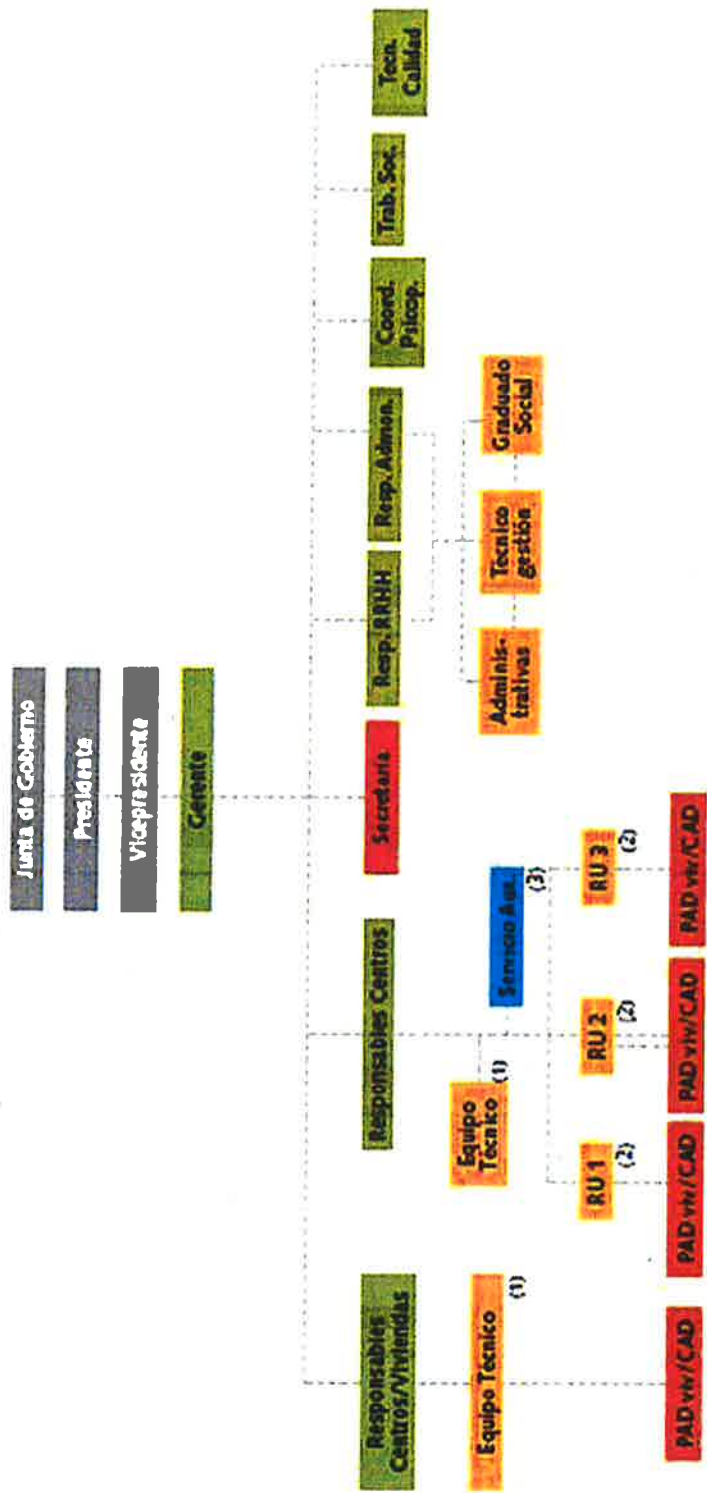 Junta de Gobierno
Presidente
Vicepresidente
Gerente
Responsables
Centros/Viviendas
Responsables Centros
Secretaria
Resp. RRHH
Resp. Admon.
Coord.
Psicop.
Trab. Soc.
Tecn.
Calidad
Equipo Técnico
(1)
Equipo
Técnico
(1)
Servicio Aux.
(3)
Adminis-
trativas
Tecnico
gestión
Graduado
Social
RU 1
(2)
RU 2
(2)
RU 3
(2)
PAD viv/CAD
PAD viv/CAD
PAD viv/CAD
PAD viv/CAD